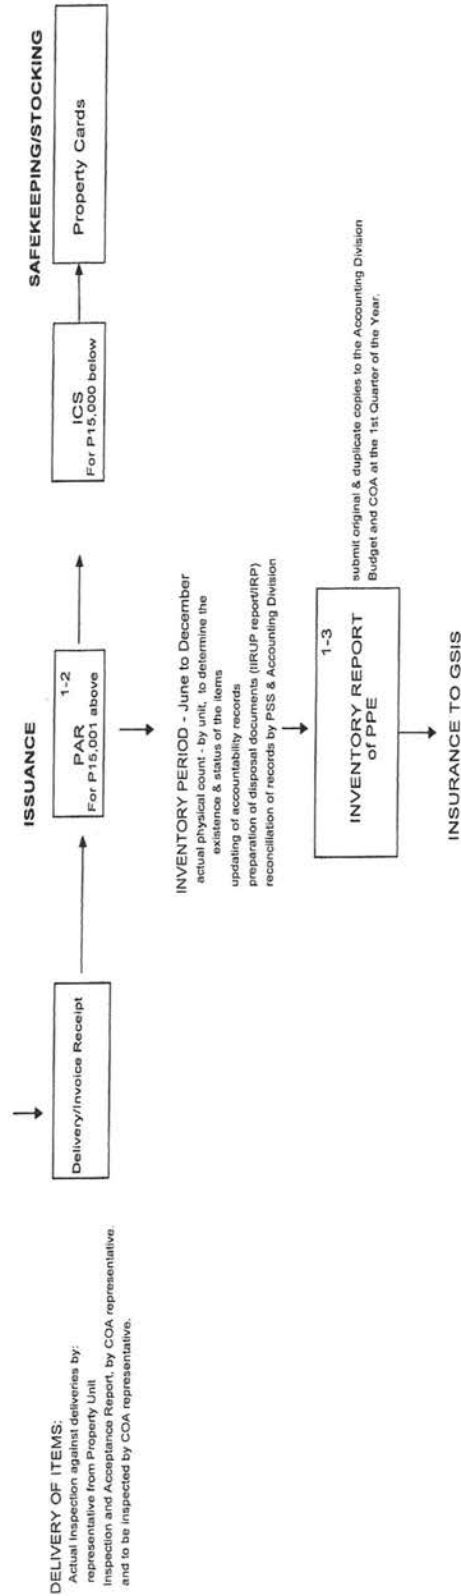 DELIVERY OF ITEMS:
Actual Inspection against deliveries by:
representative from Property Unit
Inspection and Acceptance Report, by COA representative.
and to be inspected by COA representative.
Delivery/Invoice Receipt
ISSUANCE
1-2
PAR
For P15,001 above
ICS
For P15,000 below
SAFEKEEPING/STOCKING
Property Cards
INVENTORY PERIOD - June to December
actual physical count - by unit, to determine the
existence & status of the items
updating of accountability records
preparation of disposal documents (IIRUP report/IRP)
reconciliation of records by PSS & Accounting Division
1-3
INVENTORY REPORT
of PPE
submit original & duplicate copies to the Accounting Division
Budget and COA at the 1st Quarter of the Year.
INSURANCE TO GSIS